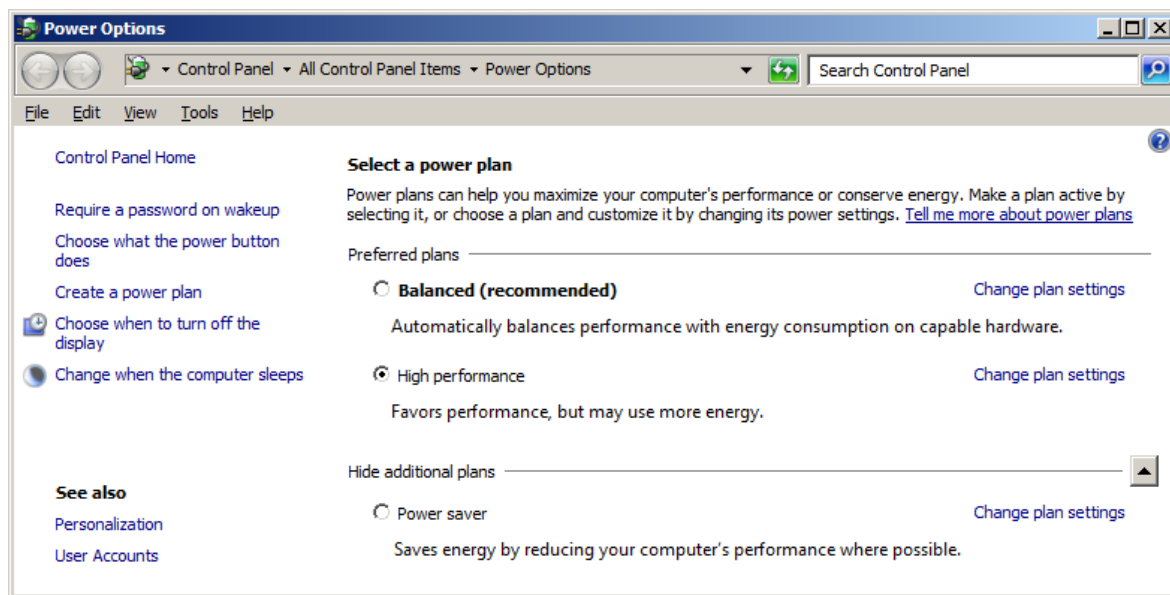 Power Options
Control Panel All Control Panel Items Power Options
Search Control Panel
File Edit View Tools Help
Control Panel Home
Require a password on wakeup
Choose what the power button
does
Create a power plan
Choose when to turn off the
display
Change when the computer sleeps
See also
Personalization
User Accounts
Select a power plan
Power plans can help you maximize your computer's performance or conserve energy. Make a plan active by
selecting it, or choose a plan and customize it by changing its power settings. Tell me more about power plans
Preferred plans
Balanced (recommended) Change plan settings
Automatically balances performance with energy consumption on capable hardware.
High performance Change plan settings
Favors performance, but may use more energy.
Hide additional plans
Power saver Change plan settings
Saves energy by reducing your computer's performance where possible.